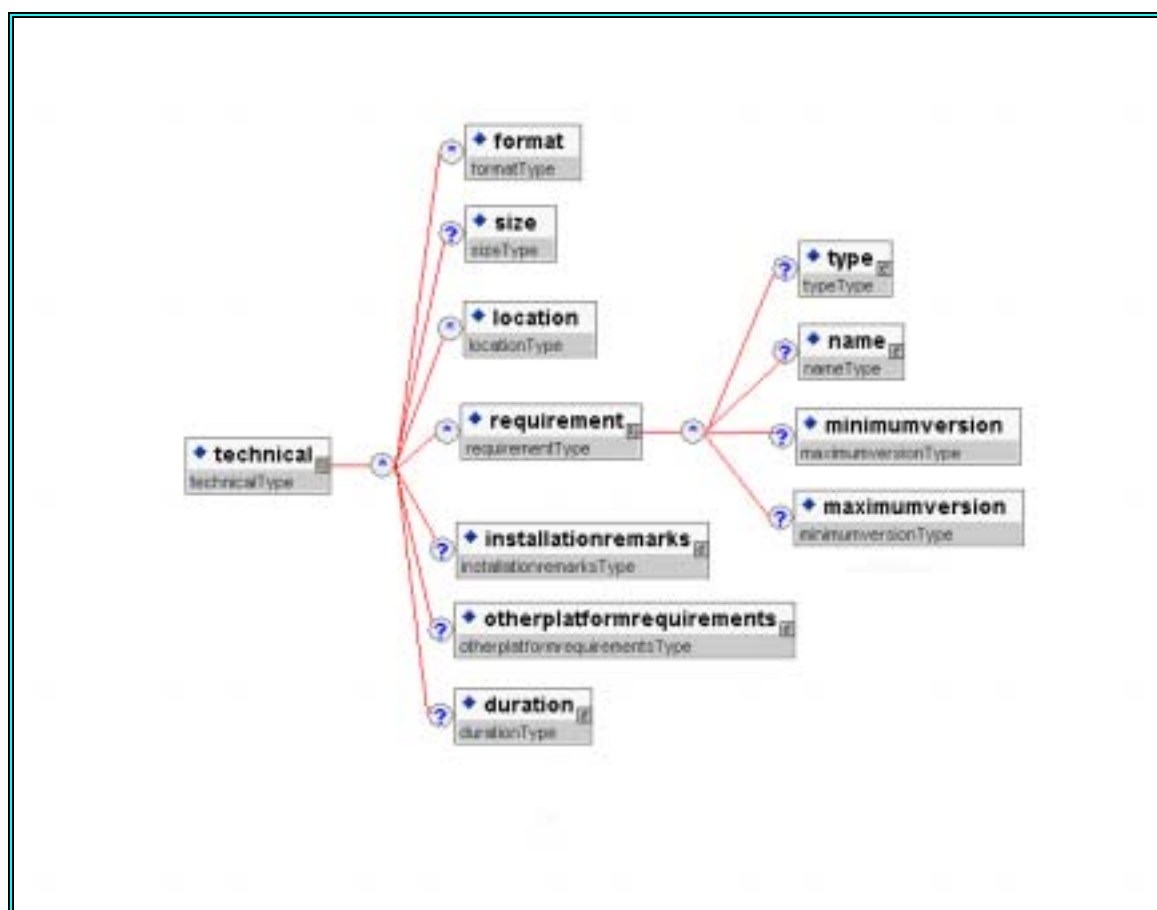 format
formatType
size
sizeType
location
locationType
requirement
requirementType
technical
technicalType
installationremarks
installationremarksType
otherplatformrequirements
otherplatformrequirementsType
duration
durationType
type
typeType
name
nameType
minimumversion
maximumversionType
maximumversion
minimumversionType
*
?
*
*
*
?
?
?
*
?
?
?
?